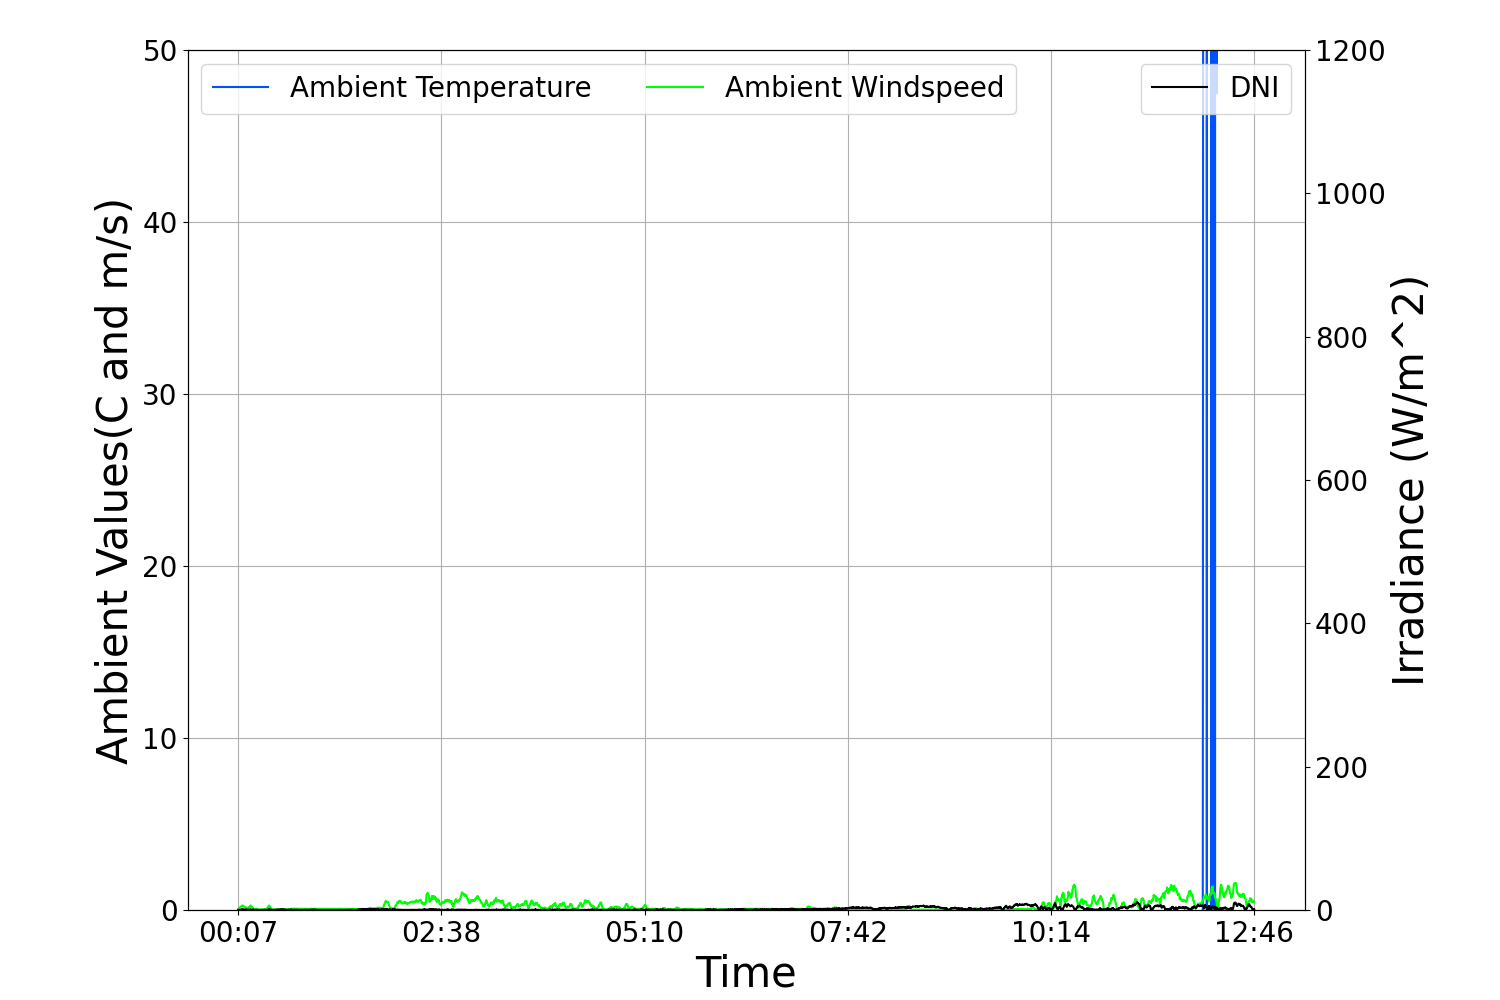 Ambient Temperature
Ambient Windspeed
DNI
Ambient Values(C and m/s)
50
40
30
20
10
0
1200
1000
800
600
400
200
0
Irradiance (W/m^2)
00:07 02:38 05:10 07:42 10:14 12:46
Time